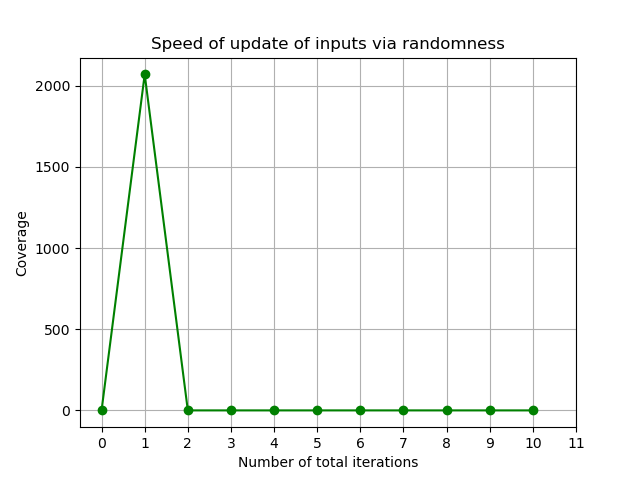 Speed of update of inputs via randomness
2000
1500
1000
500
0
Coverage
0 1 2 3 4 5 6 7 8 9 10 11
Number of total iterations